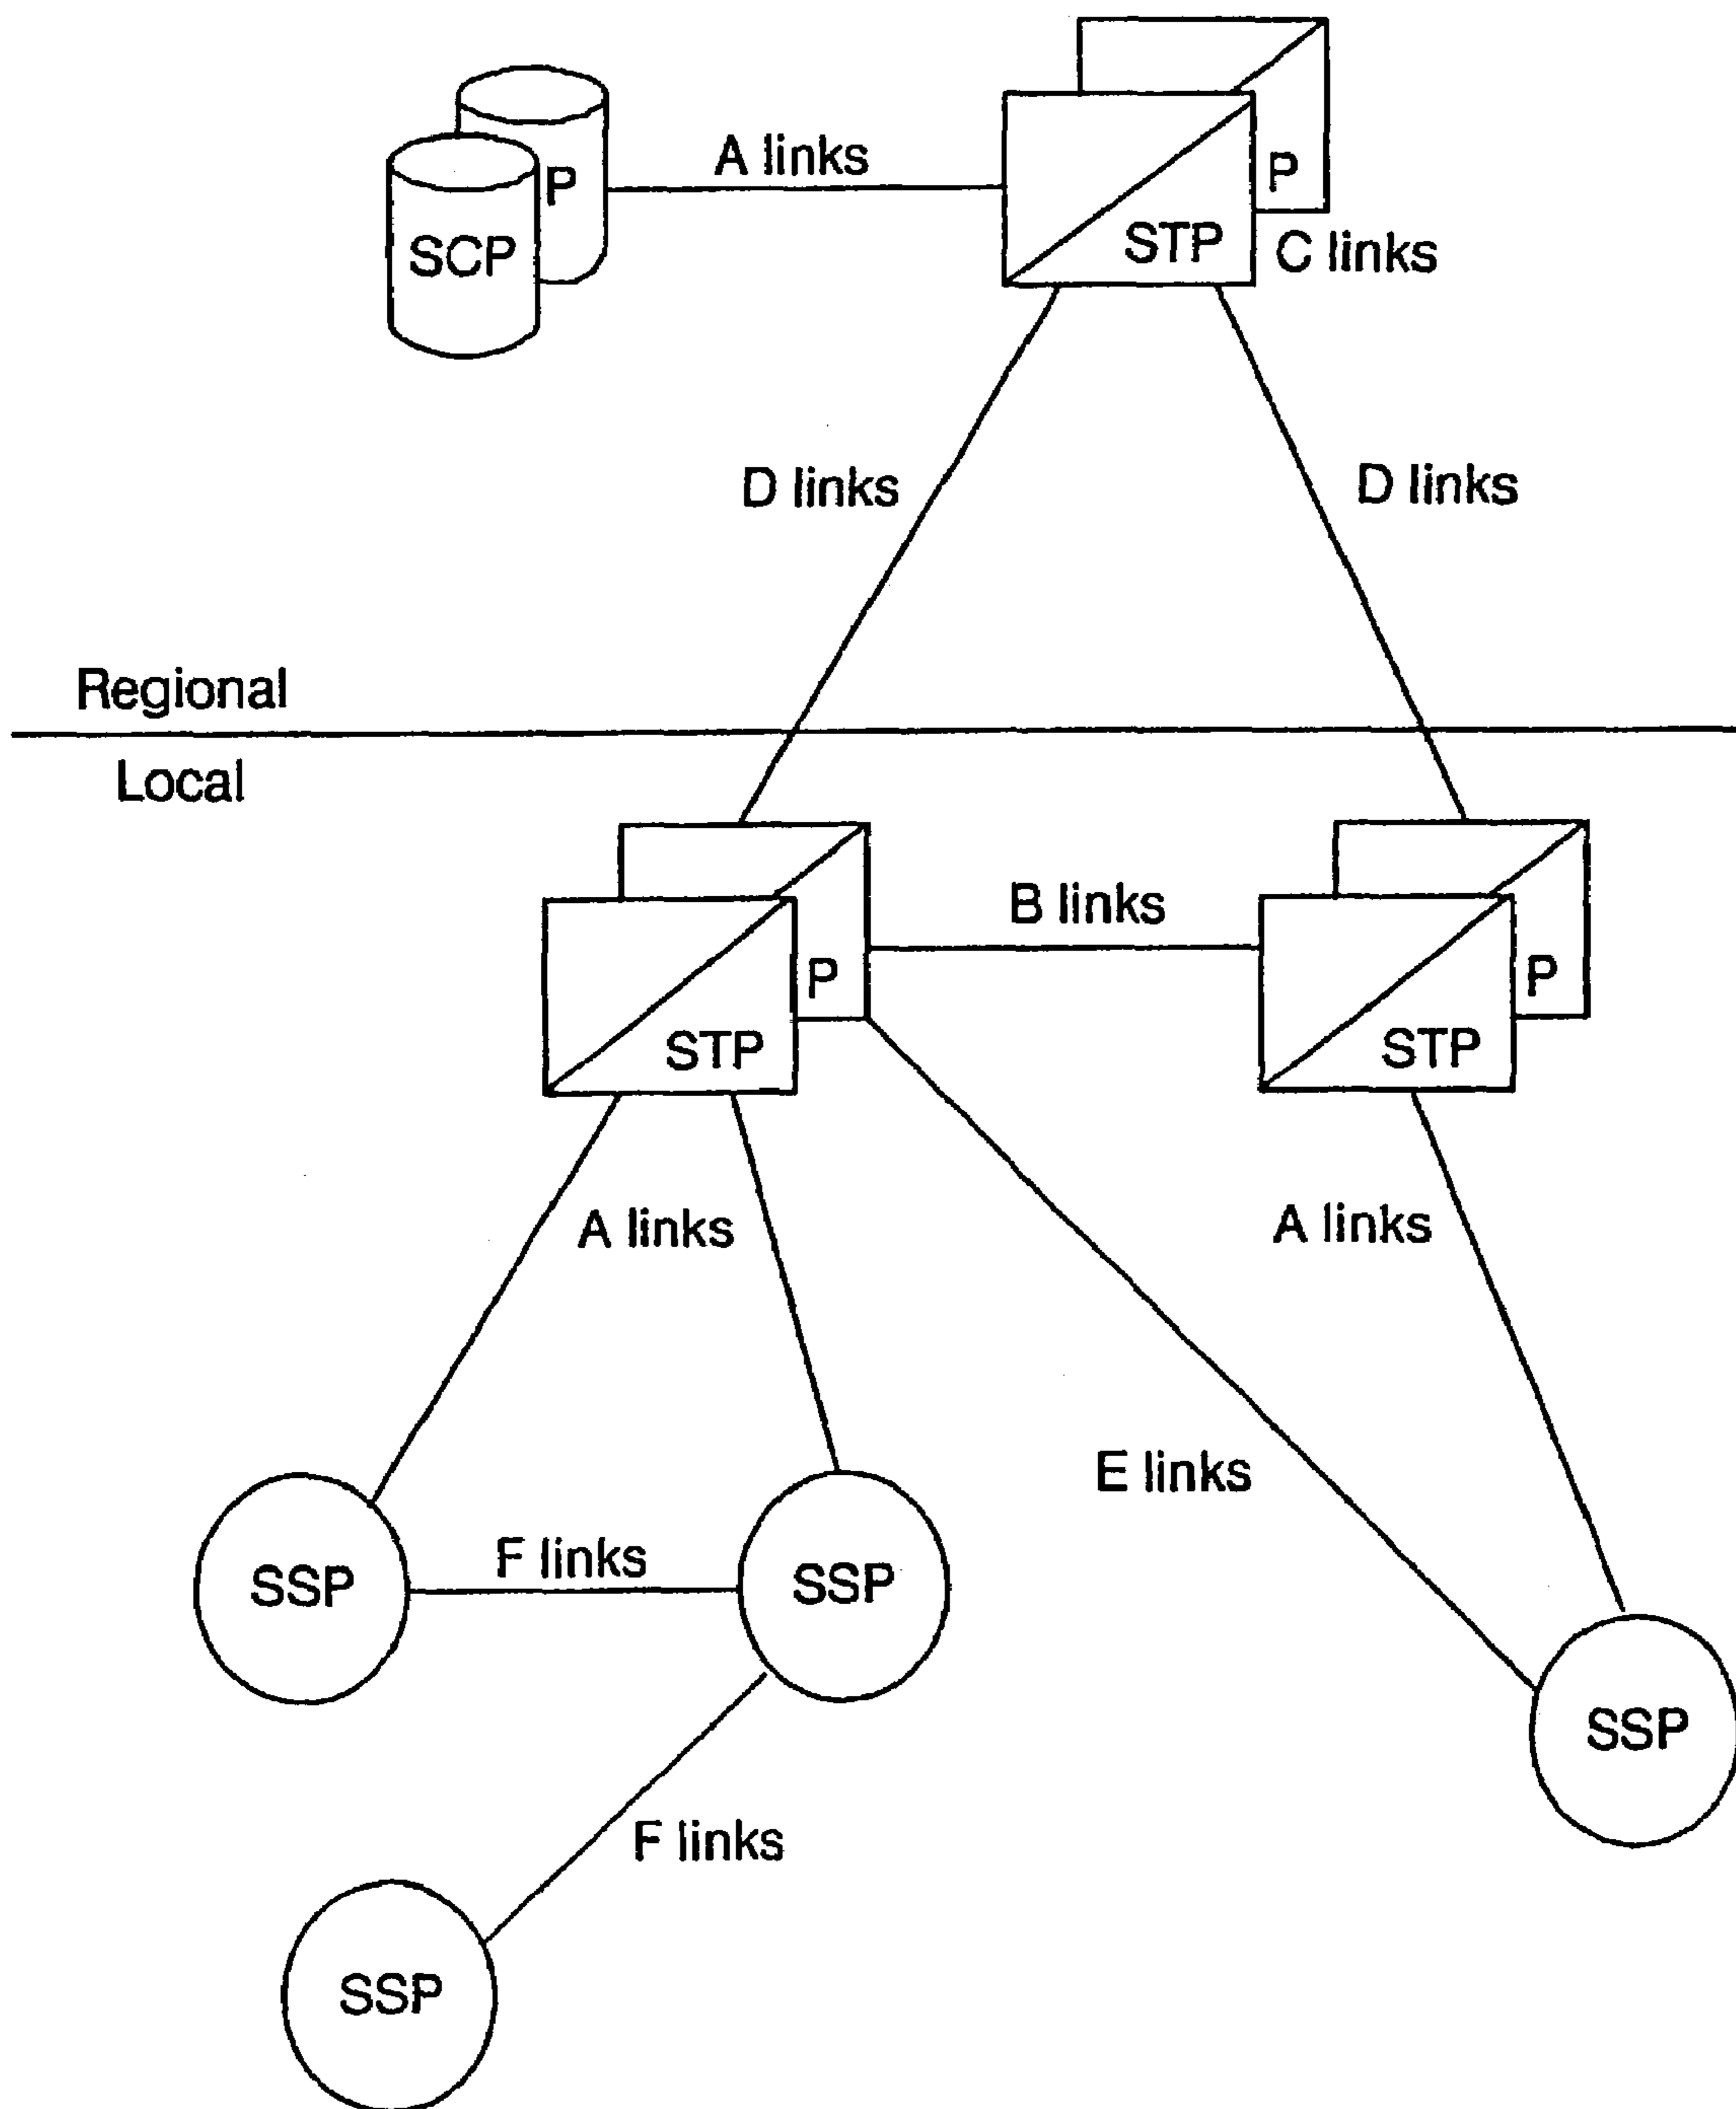 A links
P
P
SCP
STP
C links
D links
D links
Regional
Local
B links
P
P
STP
STP
A links
A links
E links
F links
SSP
SSP
SSP
F links
SSP